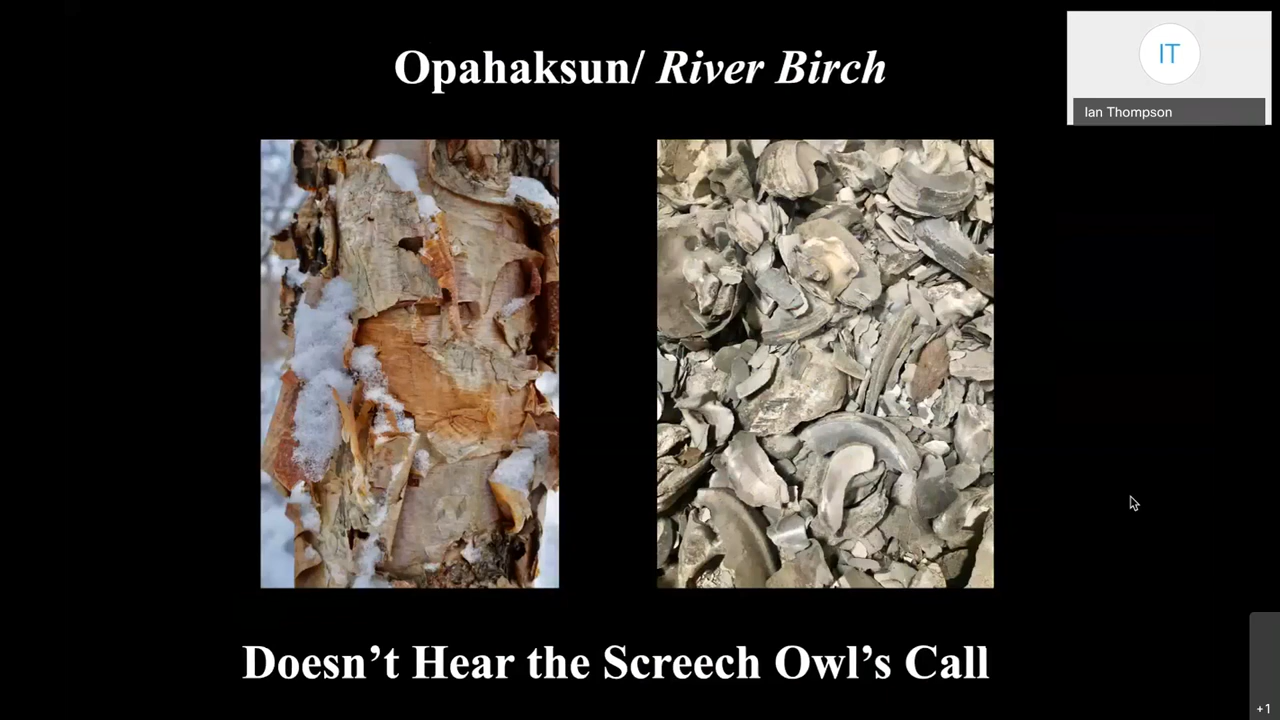 Opahaksun/ River Birch
IT
Ian Thompson
Doesn’t Hear the Screech Owl’s Call
+1